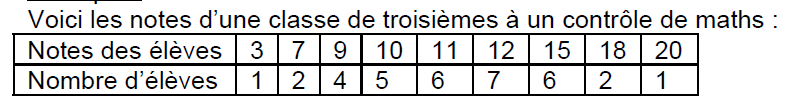 Voici les notes d'une classe de troisièmes à un contrôle de maths :
Notes des élèves 3 7 9 10 11 12 15 18 20
Nombre d'élèves 1 2 4 5 6 7 6 2 1